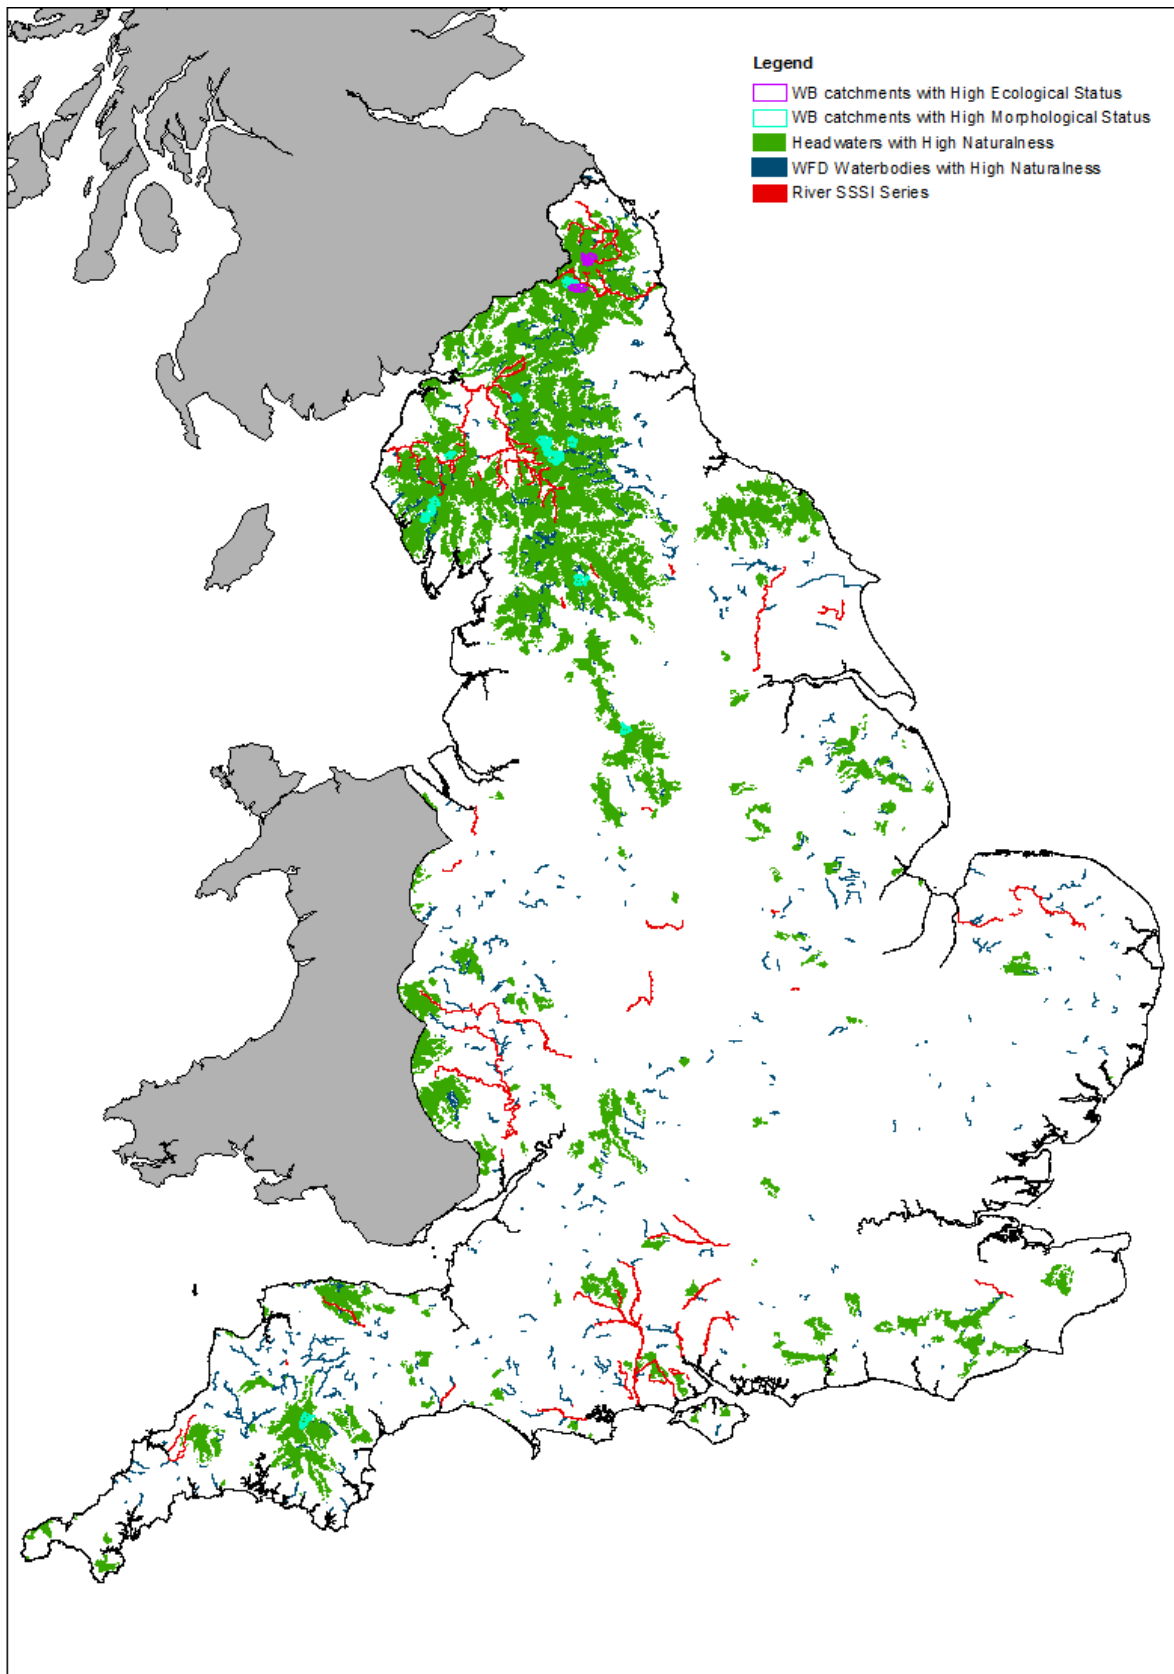 Legend
WB catchments with High Ecological Status
WB catchments with High Morphological Status
Headwaters with High Naturalness
WFD Waterbodies with High Naturalness
River SSSI Series